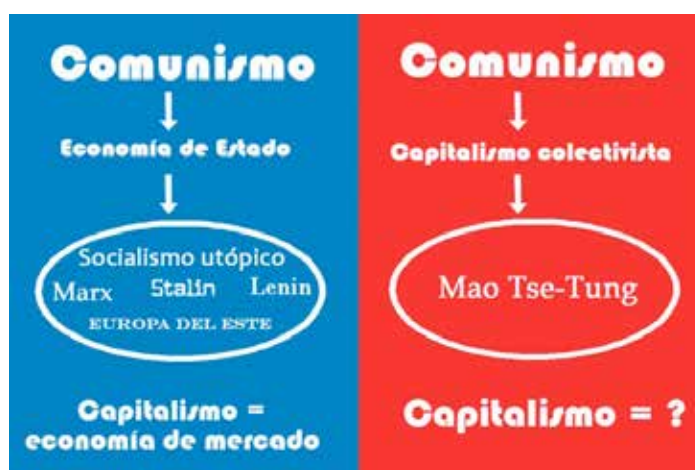 Comunismo
Economía de Estado
Socialismo utópico
Marx Stalin Lenin
EUROPA DEL ESTE
Capitalismo =
economía de mercado
Comunismo
Capitalismo colectivista
Mao Tse-Tung
Capitalismo = ?